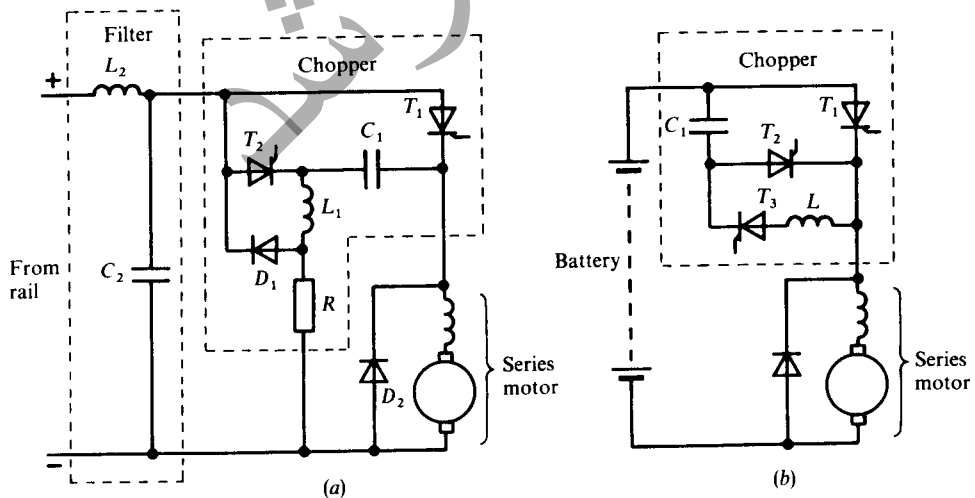 Filter
L₂
+
Chopper
T₁
C₁
T₂
L₁
D₁
R
From
rail
C₂
D₂
Series
motor
−
(a)
Chopper
C₁
T₁
T₂
T₃
L
Battery
Series
motor
(b)